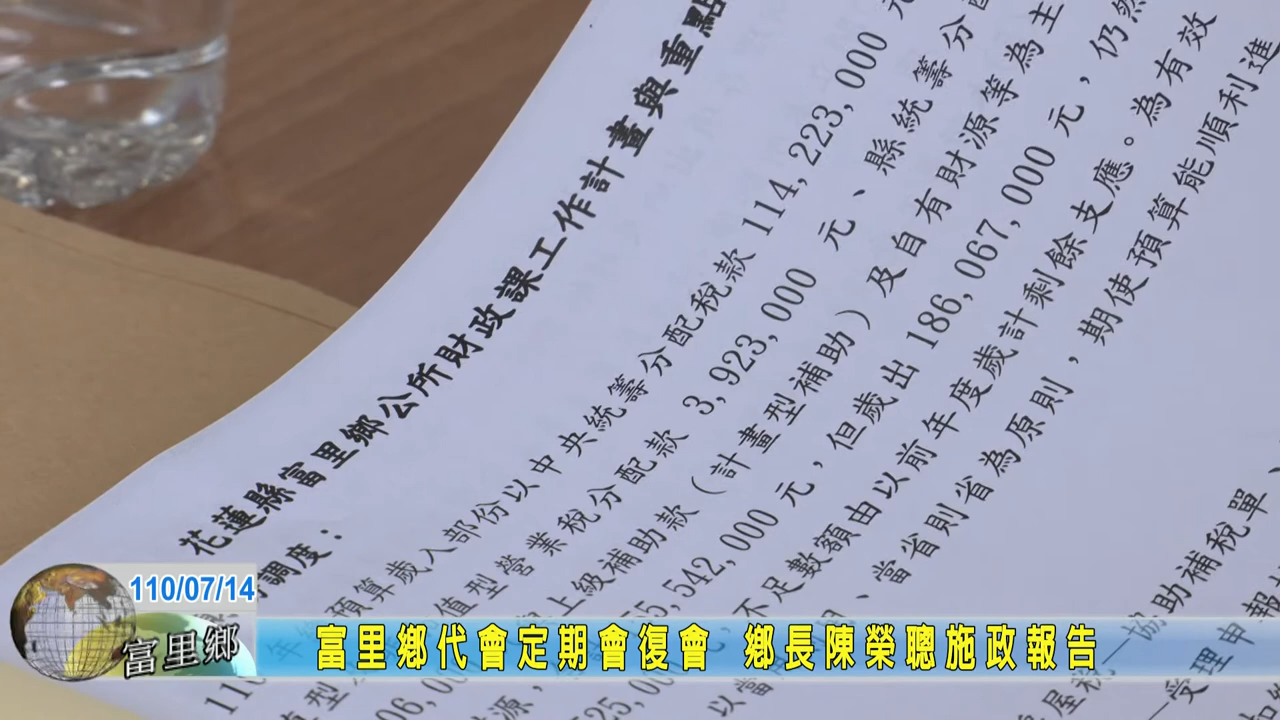 花蓮縣富里鄉公所財政課工作計畫與重點
調度：
預算歲入部份以中央統籌分配稅款 114,223,000 元
值型營業稅分配款 3,923,000 元、縣統籌分配
上級補助款（計畫型補助）及自有財源等為主
5,542,000 元，但歲出 186,067,000 元，仍然
不足數額由以前年度歲計剩餘支應。為有效
當省則省為原則，期使預算能順利進
協助補稅單、
受理申報
110/07/14
富里鄉
富里鄉代會定期會復會 鄉長陳榮聰施政報告